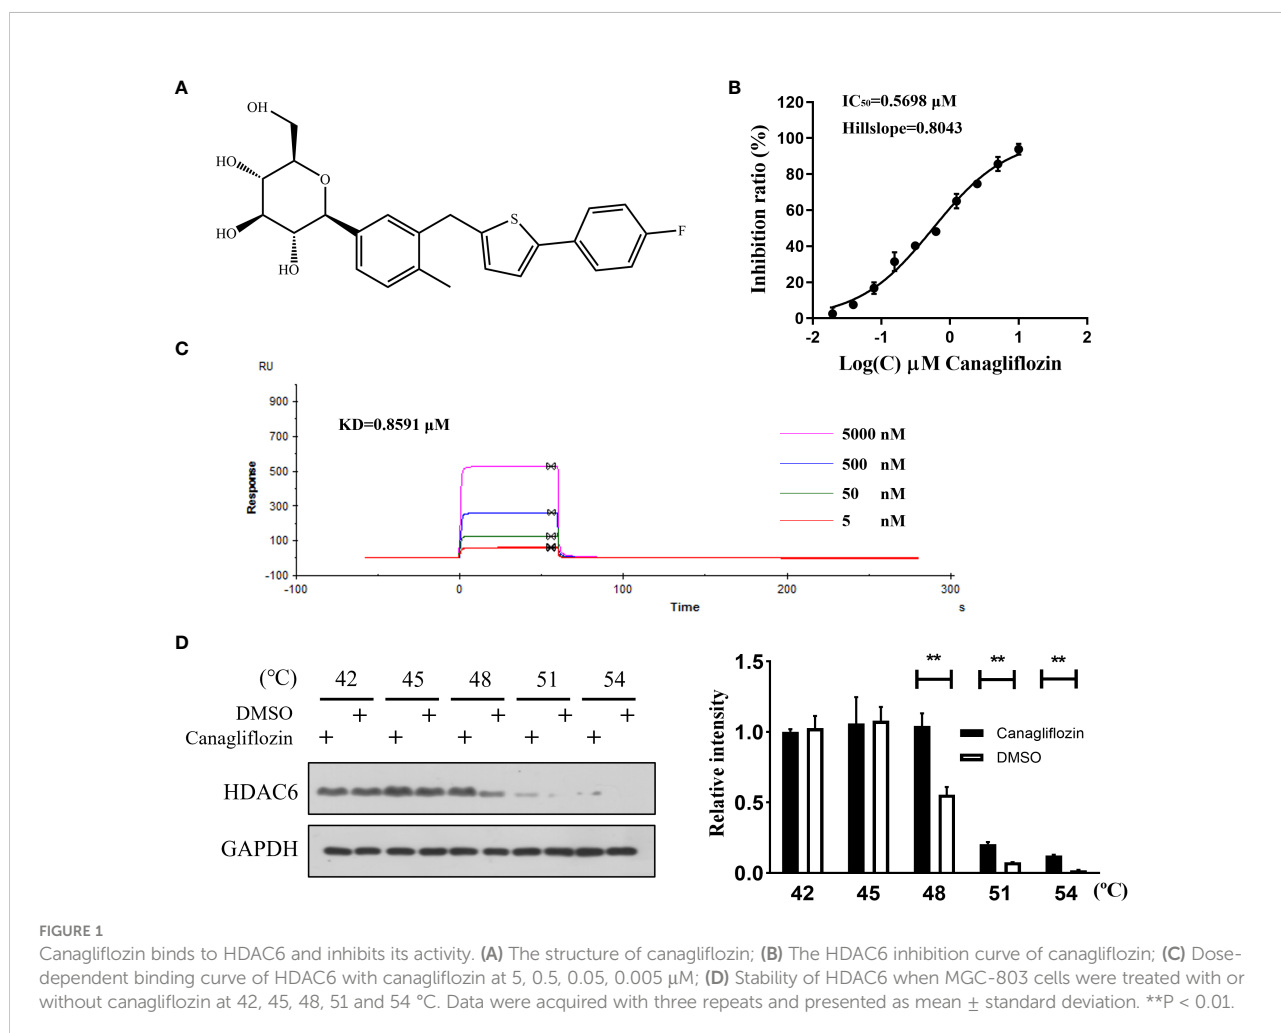 A
OH
HO
O
HO
HO
S
F
B
IC₅₀=0.5698 μM
Hillslope=0.8043
Inhibition ratio (%)
120
100
80
60
40
20
0
-2 -1 0 1 2
Log(C) μM Canagliflozin
C
RU
KD=0.8591 μM
Response
900
700
500
300
100
-100
-100 0 100 200 300
Time s
5000 nM
500 nM
50 nM
5 nM
D
(°C) 42 45 48 51 54
DMSO + + + + +
Canagliflozin + + + + +
HDAC6
GAPDH
Relative intensity
1.5
1.0
0.5
0.0
** ** **
Canagliflozin
DMSO
42 45 48 51 54 (°C)
FIGURE 1
Canagliflozin binds to HDAC6 and inhibits its activity. (A) The structure of canagliflozin; (B) The HDAC6 inhibition curve of canagliflozin; (C) Dose-
dependent binding curve of HDAC6 with canagliflozin at 5, 0.5, 0.05, 0.005 μM; (D) Stability of HDAC6 when MGC-803 cells were treated with or
without canagliflozin at 42, 45, 48, 51 and 54 °C. Data were acquired with three repeats and presented as mean ± standard deviation. **P < 0.01.